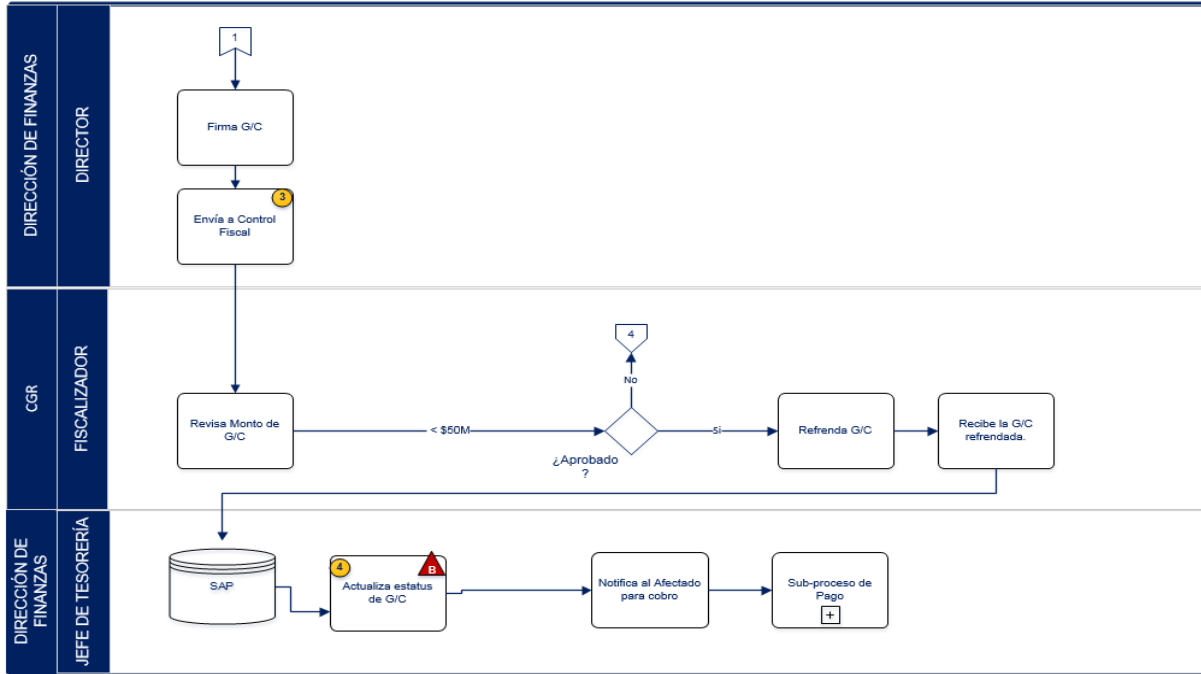 DIRECCIÓN DE FINANZAS
DIRECTOR
1
Firma G/C
3
Envía a Control
Fiscal
CGR
FISCALIZADOR
Revisa Monto de
G/C
< $50M
4
No
¿Aprobado
?
Si
Refrenda G/C
Recibe la G/C
refrendada.
DIRECCIÓN DE
FINANZAS
JEFE DE TESORERÍA
SAP
4
B
Actualiza estatus
de G/C
Notifica al Afectado
para cobro
Sub-proceso de
Pago
+